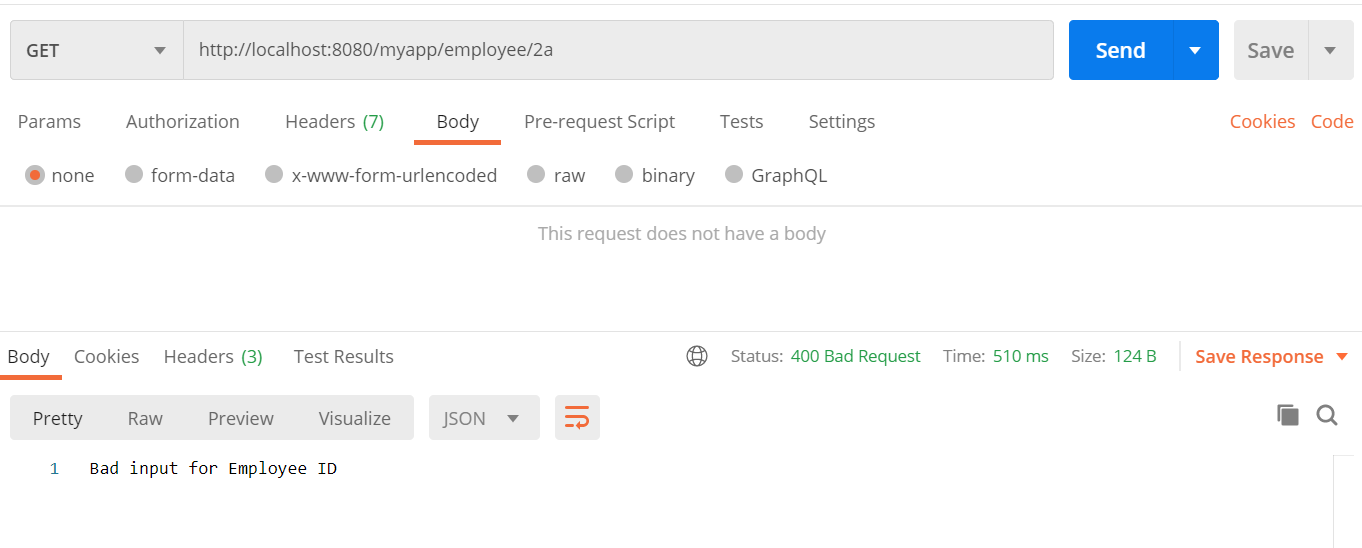 GET http://localhost:8080/myapp/employee/2a Send Save
Params Authorization Headers (7) Body Pre-request Script Tests Settings Cookies Code
none form-data x-www-form-urlencoded raw binary GraphQL
This request does not have a body
Body Cookies Headers (3) Test Results Status: 400 Bad Request Time: 510 ms Size: 124 B Save Response
Pretty Raw Preview Visualize JSON
1 Bad input for Employee ID